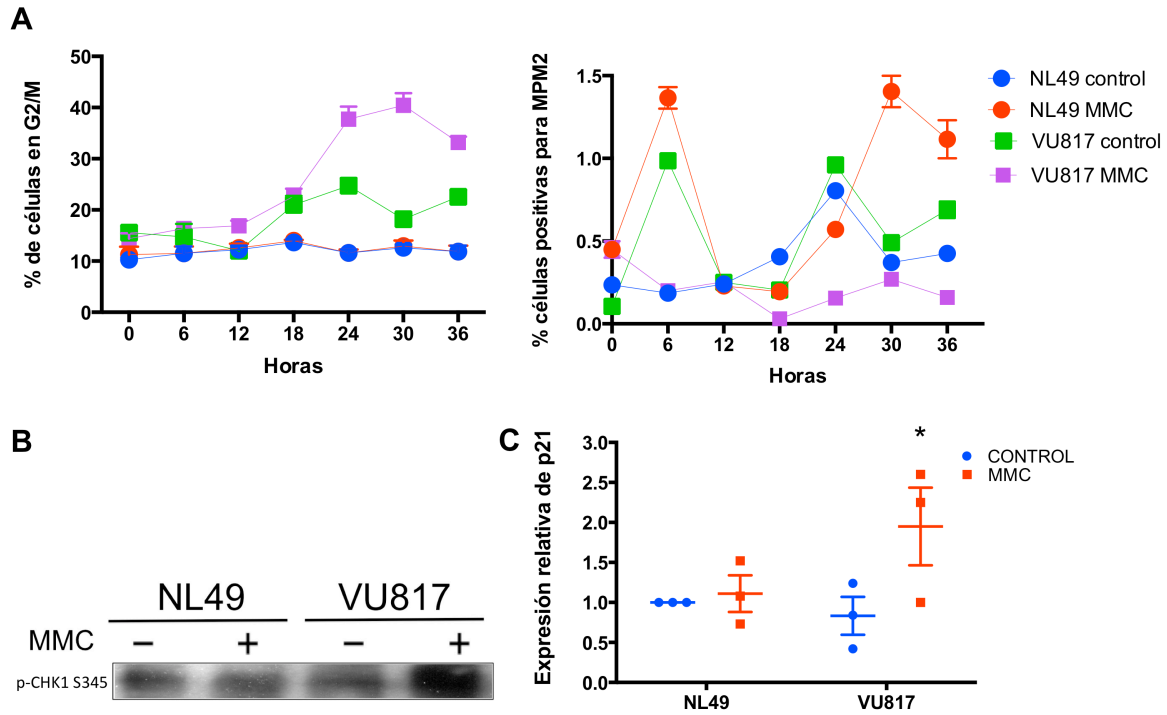 A
% de células en G2/M
50
40
30
20
10
0
0 6 12 18 24 30 36
Horas
% células positivas para MPM2
1.5
1.0
0.5
0.0
0 6 12 18 24 30 36
Horas
NL49 control
NL49 MMC
VU817 control
VU817 MMC
B
NL49 VU817
MMC − + − +
p-CHK1 S345
C
Expresión relativa de p21
3.0
2.5
2.0
1.5
1.0
0.5
0.0
*
NL49 VU817
CONTROL
MMC